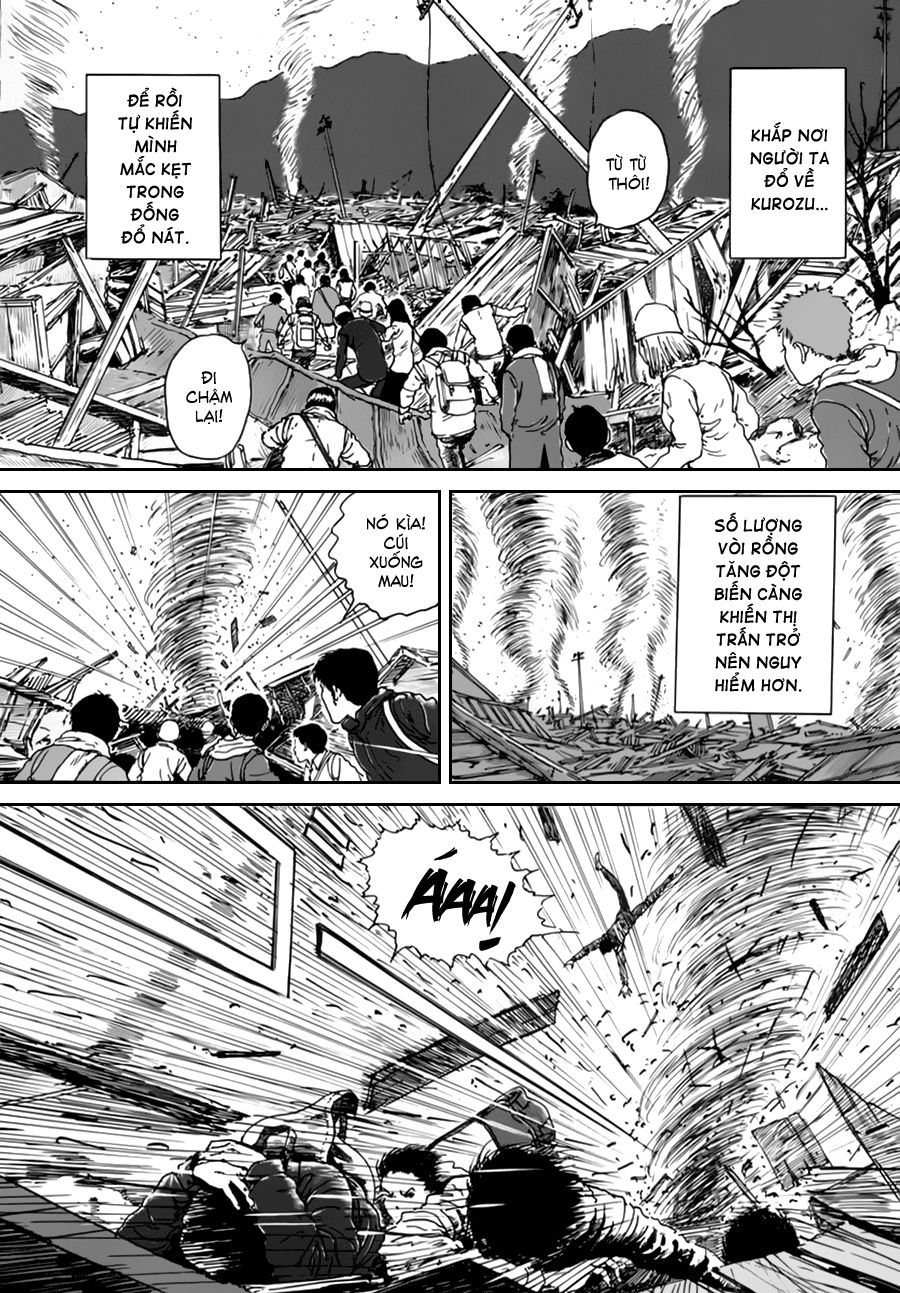 KHẮP NƠI
NGƯỜI TA
ĐỔ VỀ
KUROZU...
TỪ TỪ
THÔI!
ĐỂ RỒI
TỰ KHIẾN
MÌNH
MẮC KẸT
TRONG
ĐỐNG
ĐỔ NÁT.
ĐI
CHẬM
LẠI!
SỐ LƯỢNG
VÒI RỒNG
TĂNG ĐỘT
BIẾN CÀNG
KHIẾN THỊ
TRẤN TRỞ
NÊN NGUY
HIỂM HƠN.
NÓ KÌA!
CÚI
XUỐNG
MAU!
ÁAA!